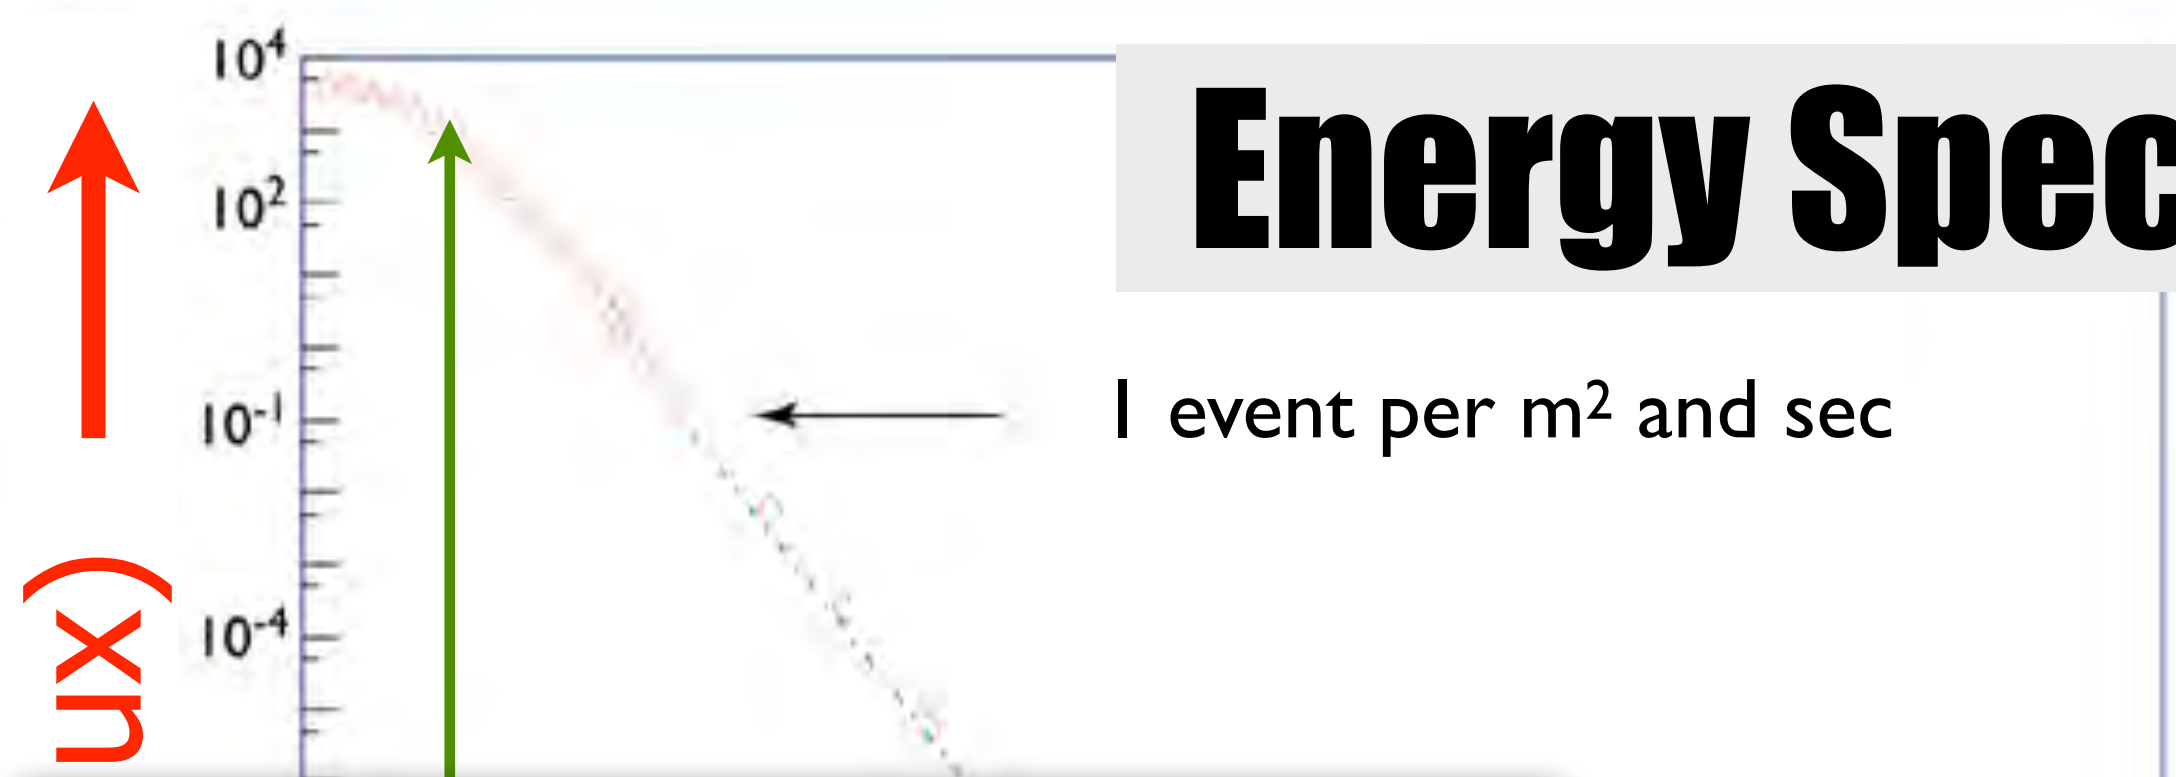 10⁴
Energy Spec
10²
10⁻¹
1 event per m² and sec
10⁻⁴
ux)